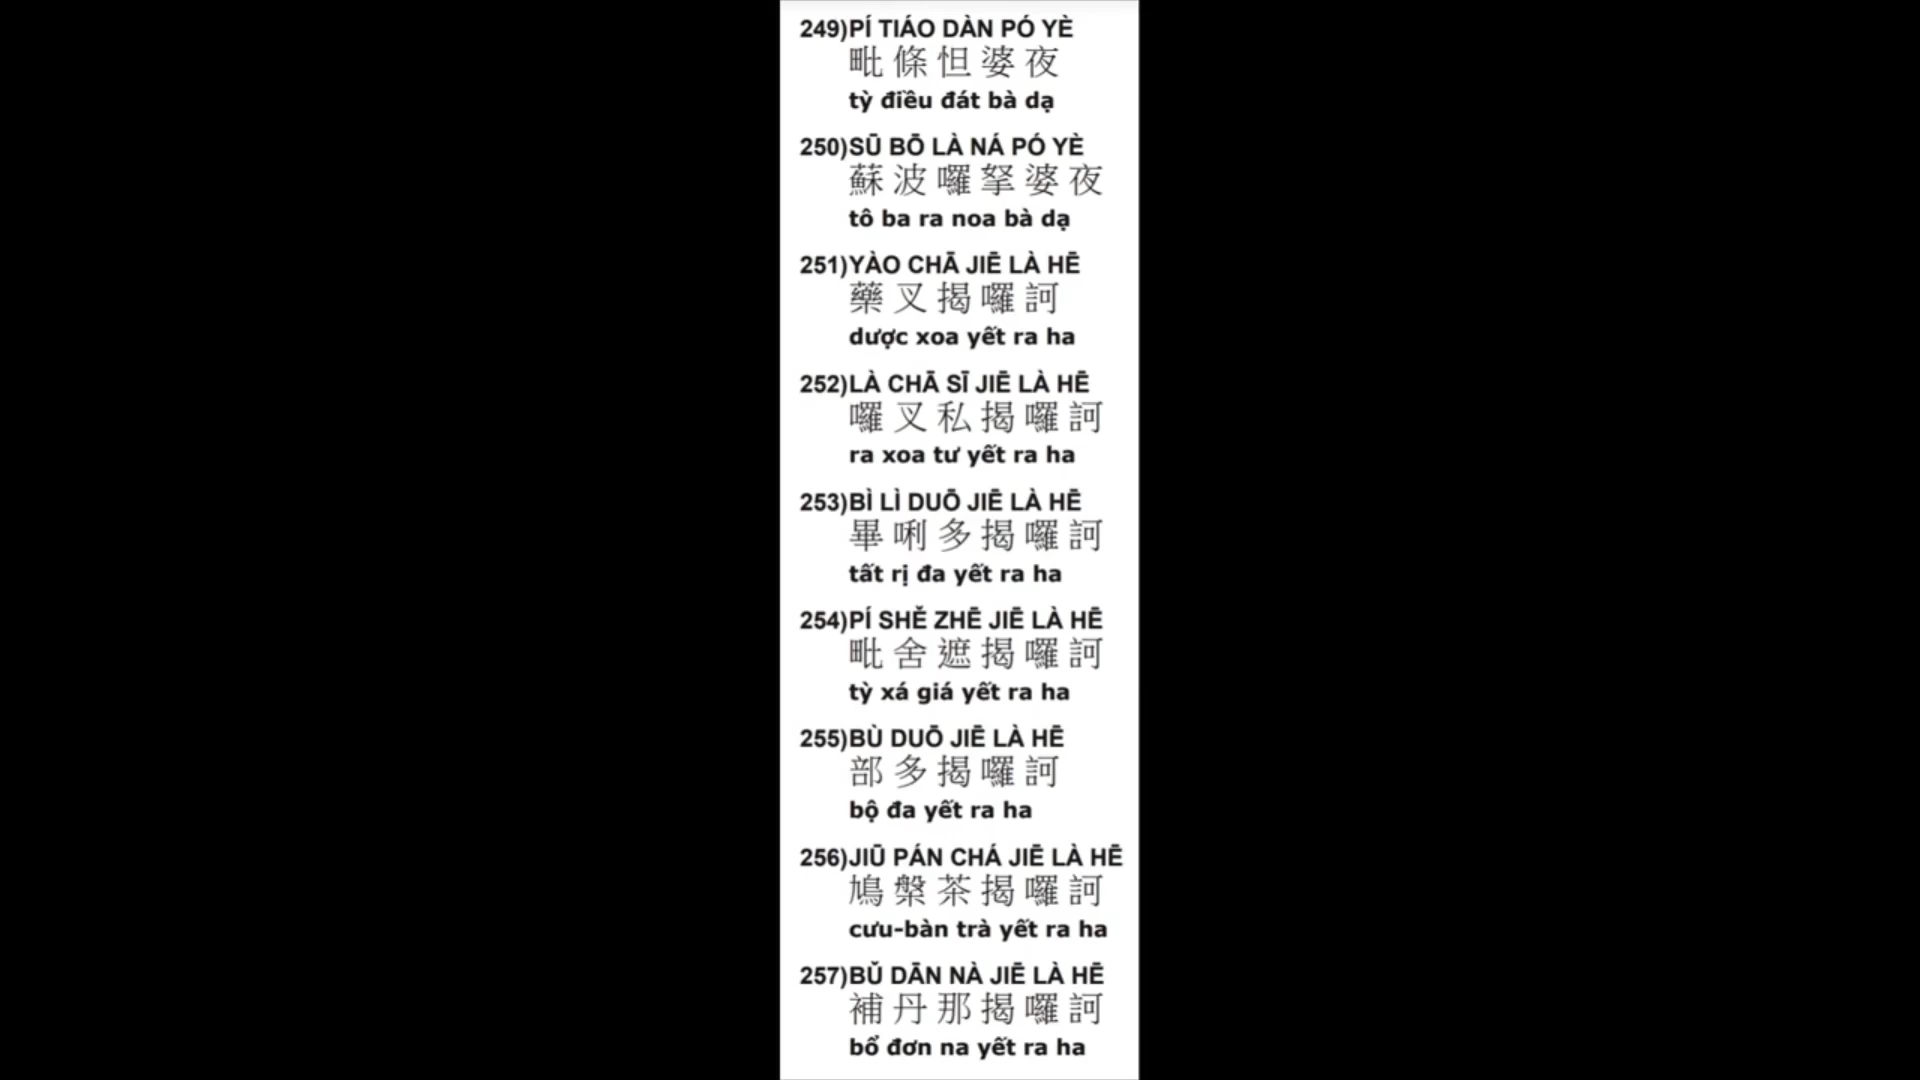 249)PÍ TIÁO DÀN PÓ YÈ
毗條怛婆夜
tỳ điều đát bà dạ
250)SŪ BŌ LÀ NÁ PÓ YÈ
蘇波囉拏婆夜
tô ba ra noa bà dạ
251)YÀO CHĀ JIĒ LÀ HĒ
藥叉揭囉訶
dược xoa yết ra ha
252)LÀ CHĀ SĪ JIĒ LÀ HĒ
囉叉私揭囉訶
ra xoa tư yết ra ha
253)BÌ LÌ DUŌ JIĒ LÀ HĒ
畢唎多揭囉訶
tất rị đa yết ra ha
254)PÍ SHĚ ZHĒ JIĒ LÀ HĒ
毗舍遮揭囉訶
tỳ xá giá yết ra ha
255)BÙ DUŌ JIĒ LÀ HĒ
部多揭囉訶
bộ đa yết ra ha
256)JIŪ PÁN CHÁ JIĒ LÀ HĒ
鳩槃茶揭囉訶
cưu-bàn trà yết ra ha
257)BǓ DĀN NÀ JIĒ LÀ HĒ
補丹那揭囉訶
bổ đơn na yết ra ha